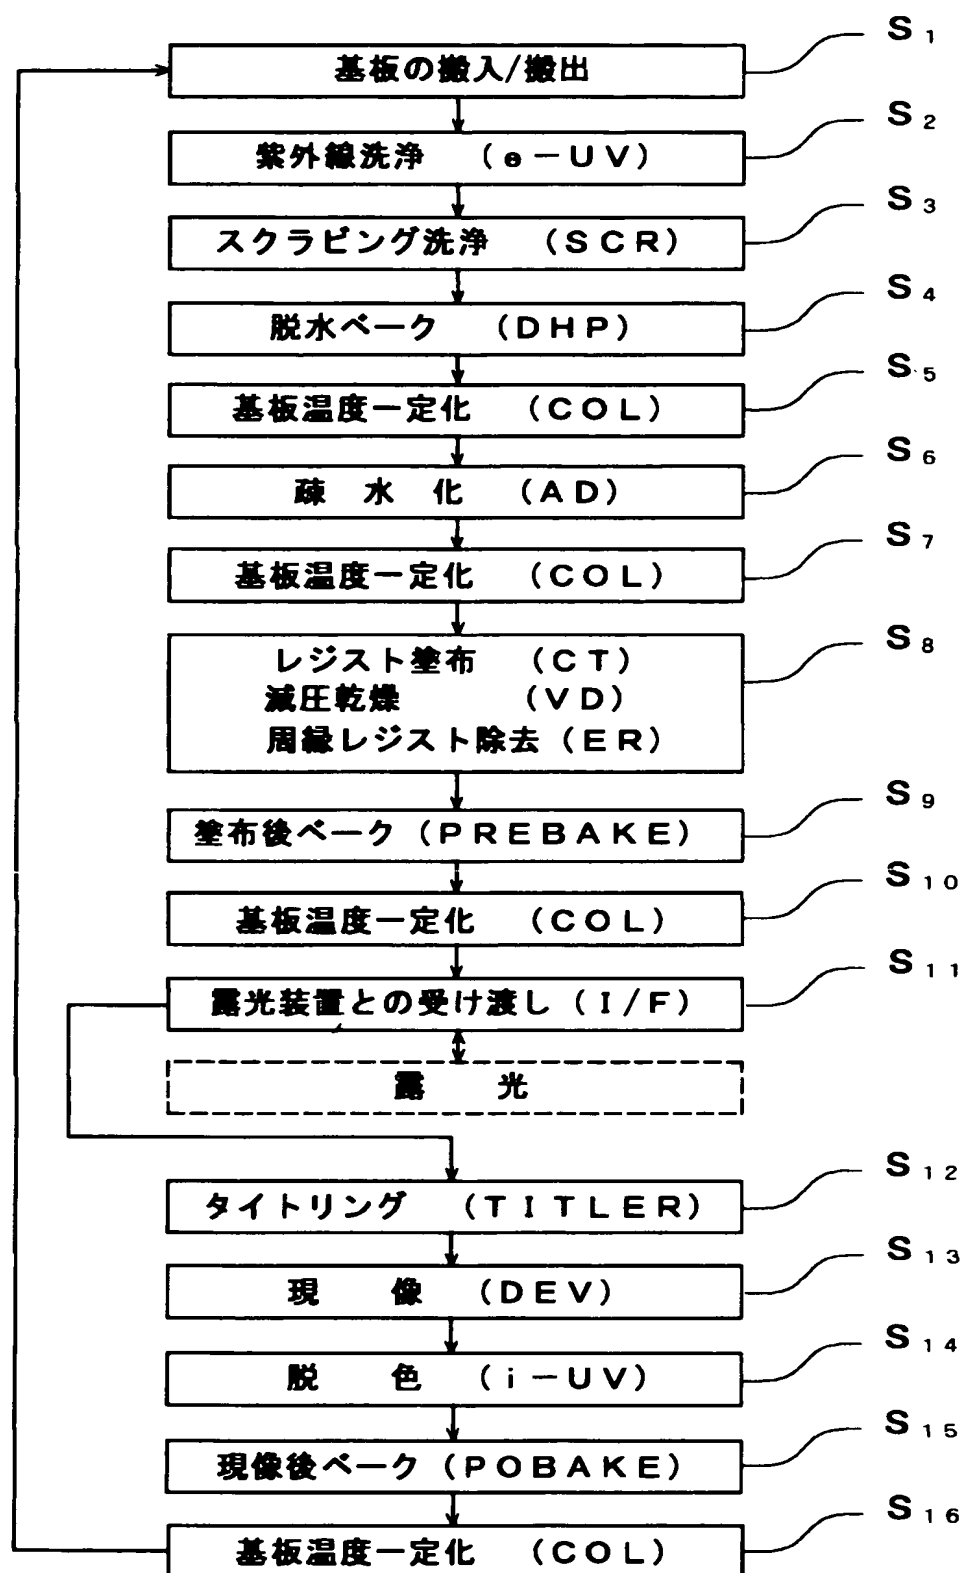 S1
基板の搬入/搬出
S2
紫外線洗浄 (e-UV)
S3
スクラビング洗浄 (SCR)
S4
脱水ベーク (DHP)
S5
基板温度一定化 (COL)
S6
疎水化 (AD)
S7
基板温度一定化 (COL)
S8
レジスト塗布 (CT)
減圧乾燥 (VD)
周縁レジスト除去 (ER)
S9
塗布後ベーク (PREBAKE)
S10
基板温度一定化 (COL)
S11
露光装置との受け渡し (I/F)
露光
S12
タイトリング (TITLER)
S13
現像 (DEV)
S14
脱色 (i-UV)
S15
現像後ベーク (POBAKE)
S16
基板温度一定化 (COL)